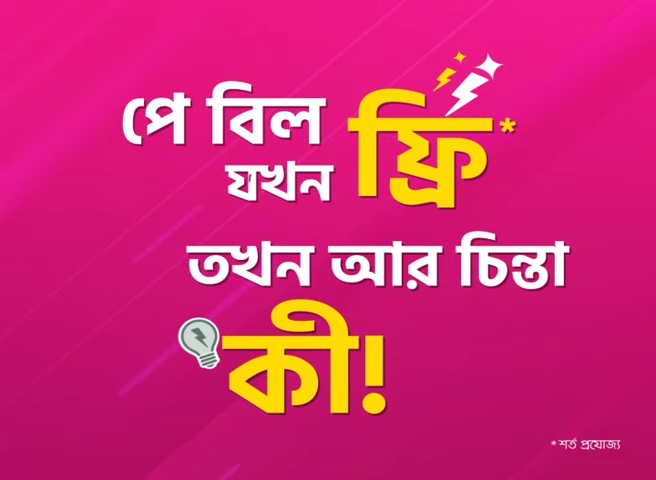 পে বিল
যখন ফ্রি*
তখন আর চিন্তা
কী!
* শর্ত প্রযোজ্য